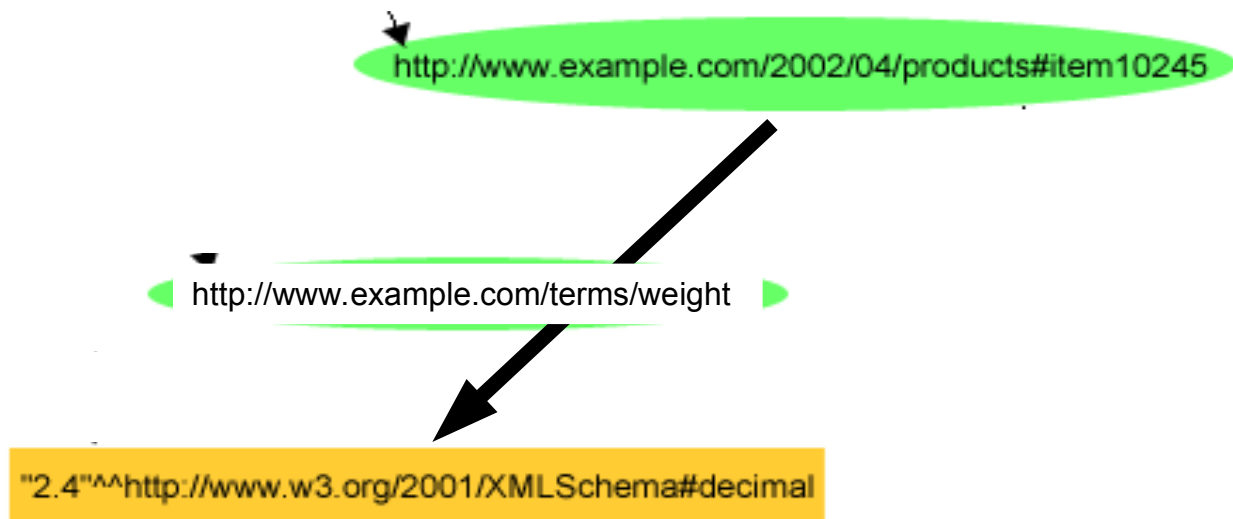 http://www.example.com/2002/04/products#item10245
http://www.example.com/terms/weight
"2.4"^^http://www.w3.org/2001/XMLSchema#decimal